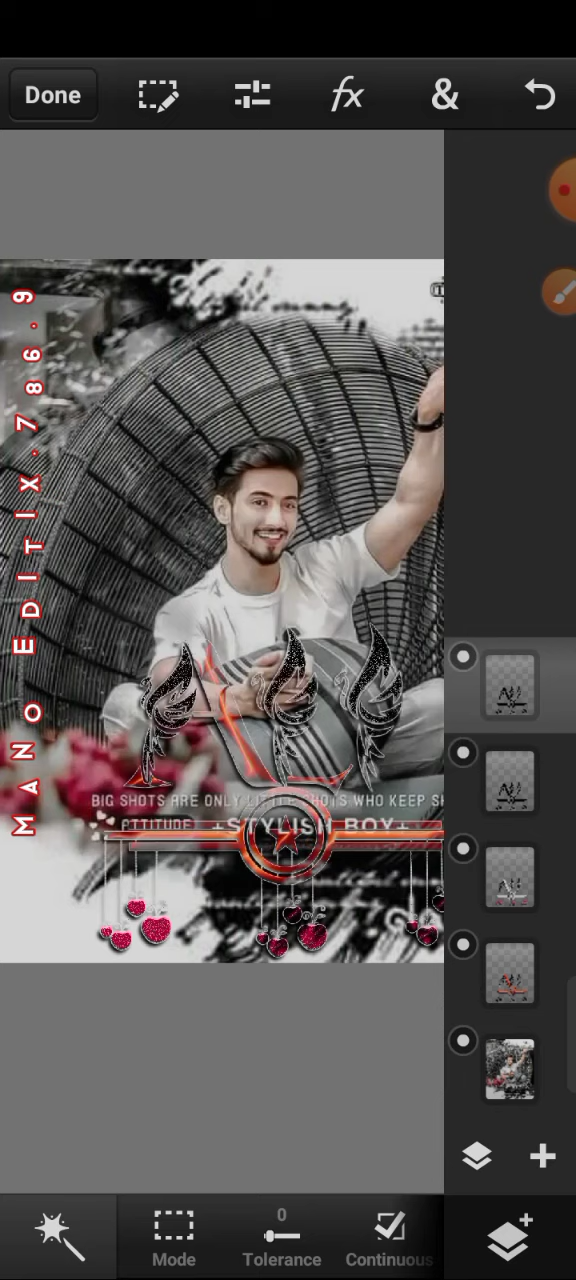 Done
fx
&
MANO EDITIX.786.9
BIG SHOTS ARE ONLY LITTLE SHOTS WHO KEEP SH
ATTITUDE +STYLISH BOY+
0
Mode
Tolerance
Continuous